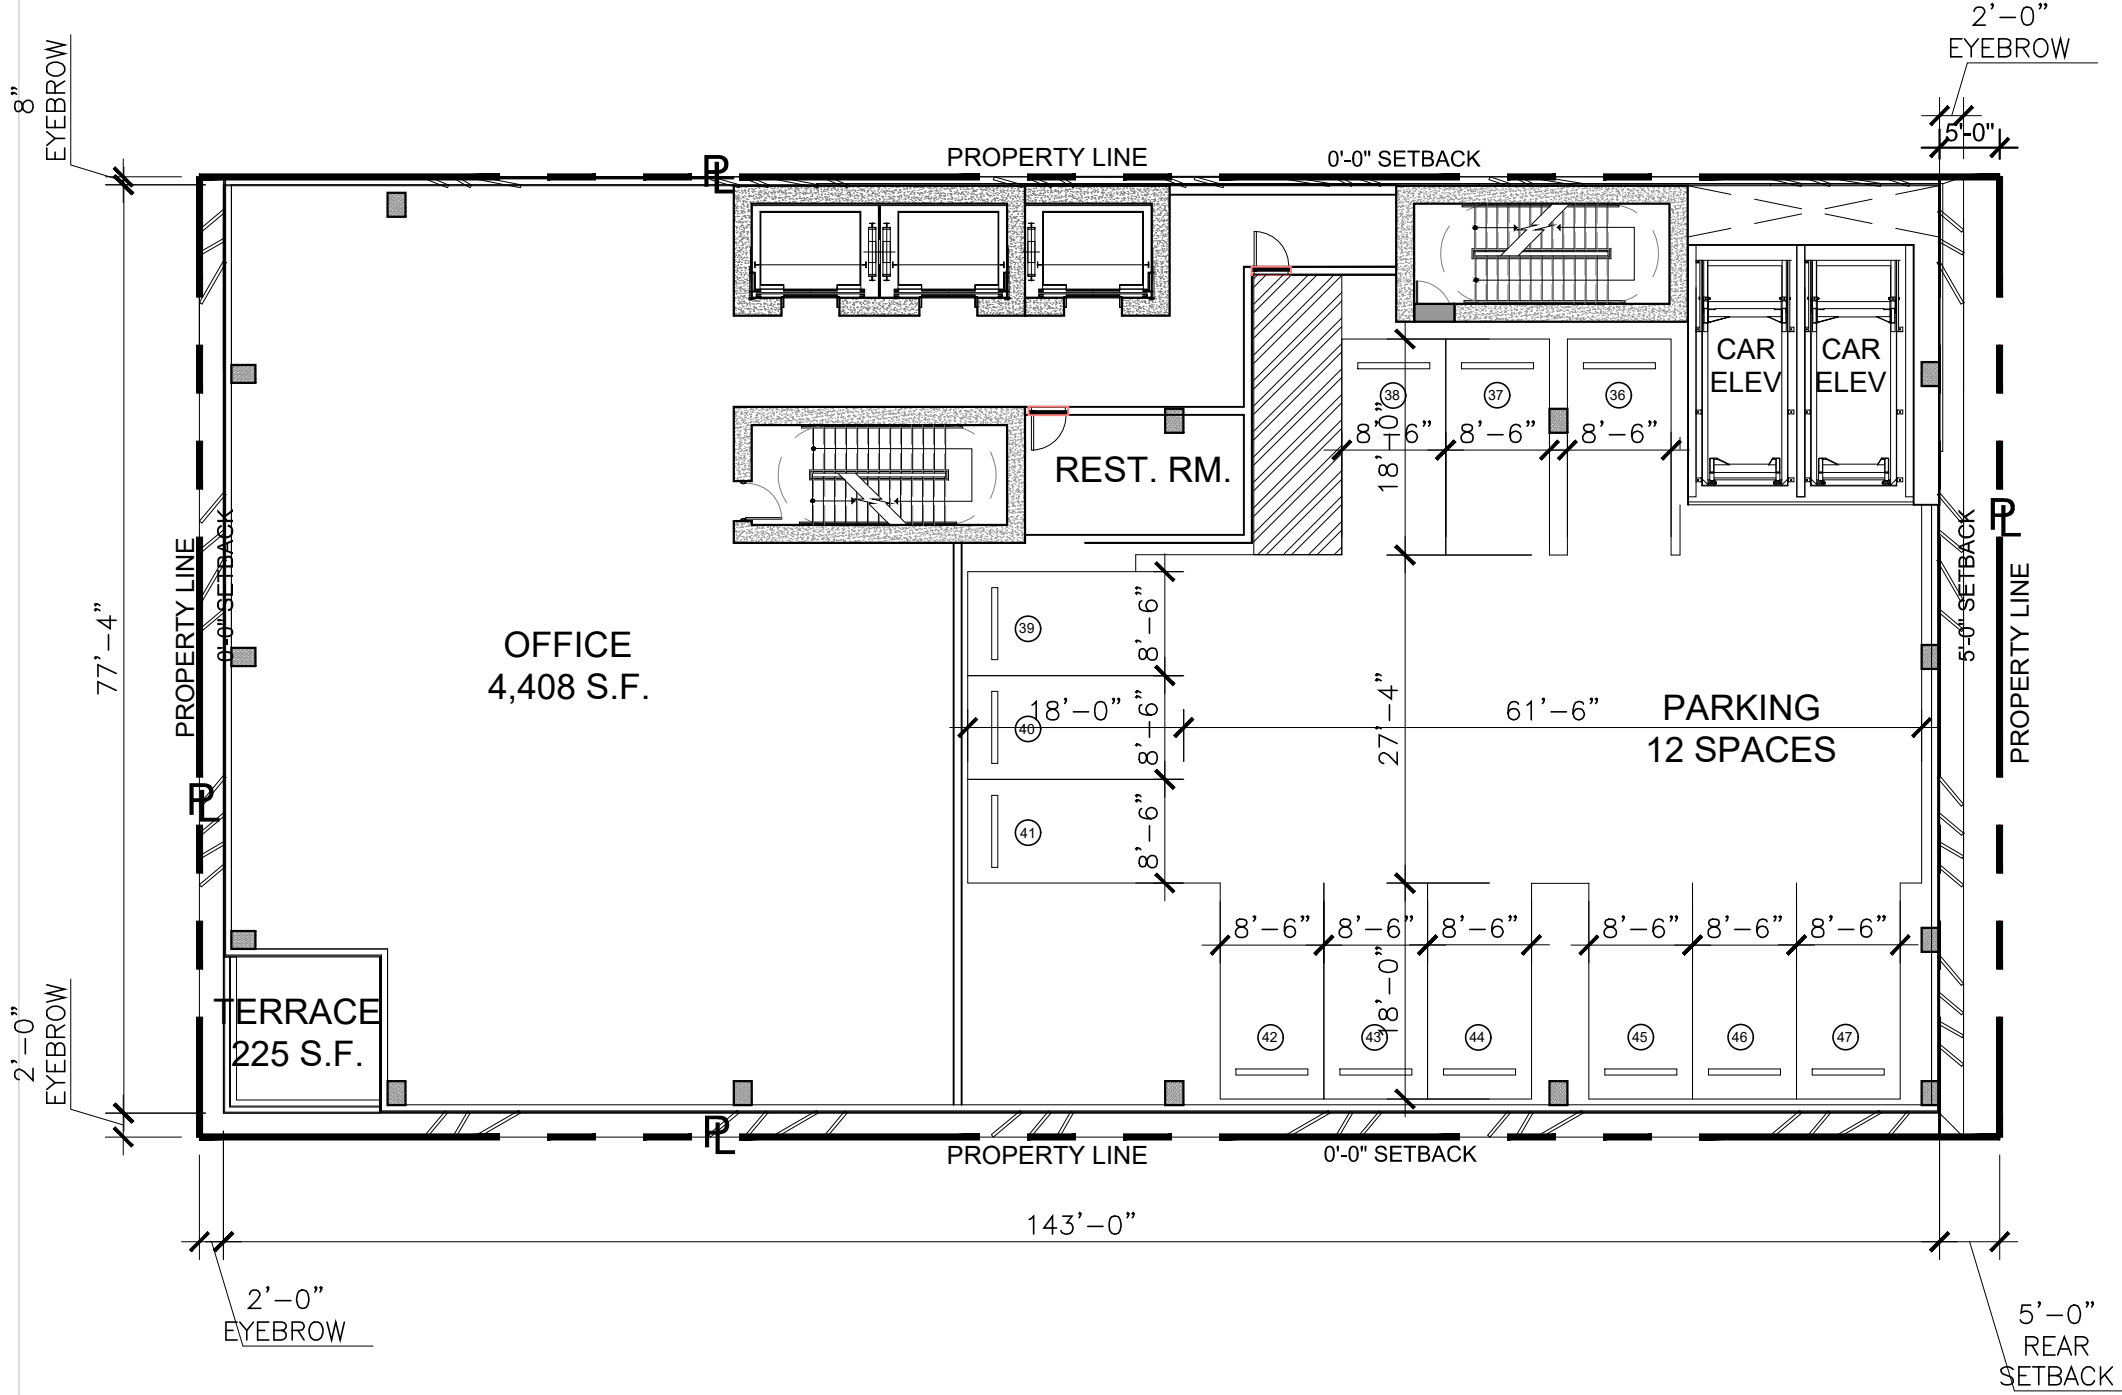 2'-0"
EYEBROW
8"
EYEBROW
5'-0"
PROPERTY LINE
0'-0" SETBACK
PL
CAR
ELEV
CAR
ELEV
38
37
36
8'-6"
8'-6"
8'-6"
18'-0"
REST. RM.
PL
5'-0" SETBACK
PROPERTY LINE
PROPERTY LINE
0'-0" SETBACK
77'-4"
OFFICE
4,408 S.F.
39
8'-6"
40
18'-0"
8'-6"
41
8'-6"
27'-4"
61'-6"
PARKING
12 SPACES
PL
8'-6"
8'-6"
8'-6"
8'-6"
8'-6"
8'-6"
18'-0"
42
43
44
45
46
47
TERRACE
225 S.F.
2'-0"
EYEBROW
PL
PROPERTY LINE
0'-0" SETBACK
143'-0"
2'-0"
EYEBROW
5'-0"
REAR
SETBACK